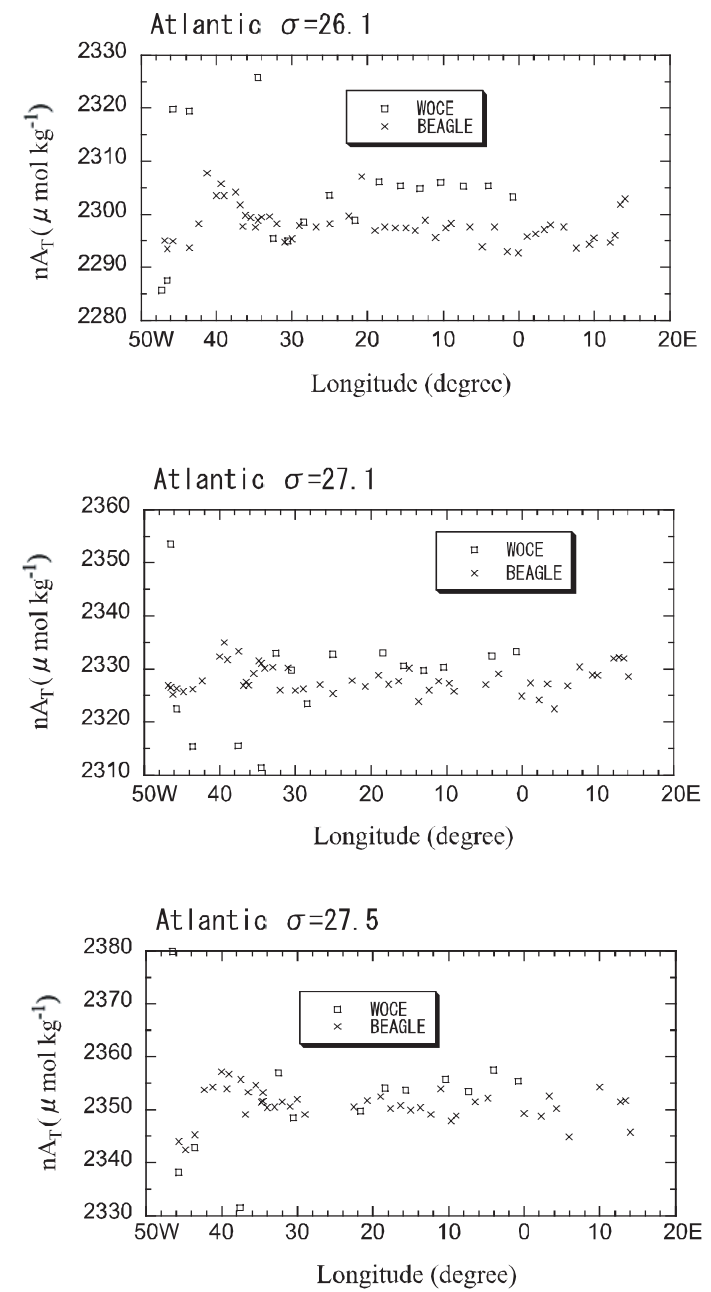 Atlantic σ=26.1
2330
2320
2310
2300
2290
2280
nAT(μ mol kg-1)
WOCE
BEAGLE
50W 40 30 20 10 0 10 20E
Longitude (degree)
Atlantic σ=27.1
2360
2350
2340
2330
2320
2310
nAT(μ mol kg-1)
WOCE
BEAGLE
50W 40 30 20 10 0 10 20E
Longitude (degree)
Atlantic σ=27.5
2380
2370
2360
2350
2340
2330
nAT(μ mol kg-1)
WOCE
BEAGLE
50W 40 30 20 10 0 10 20E
Longitude (degree)